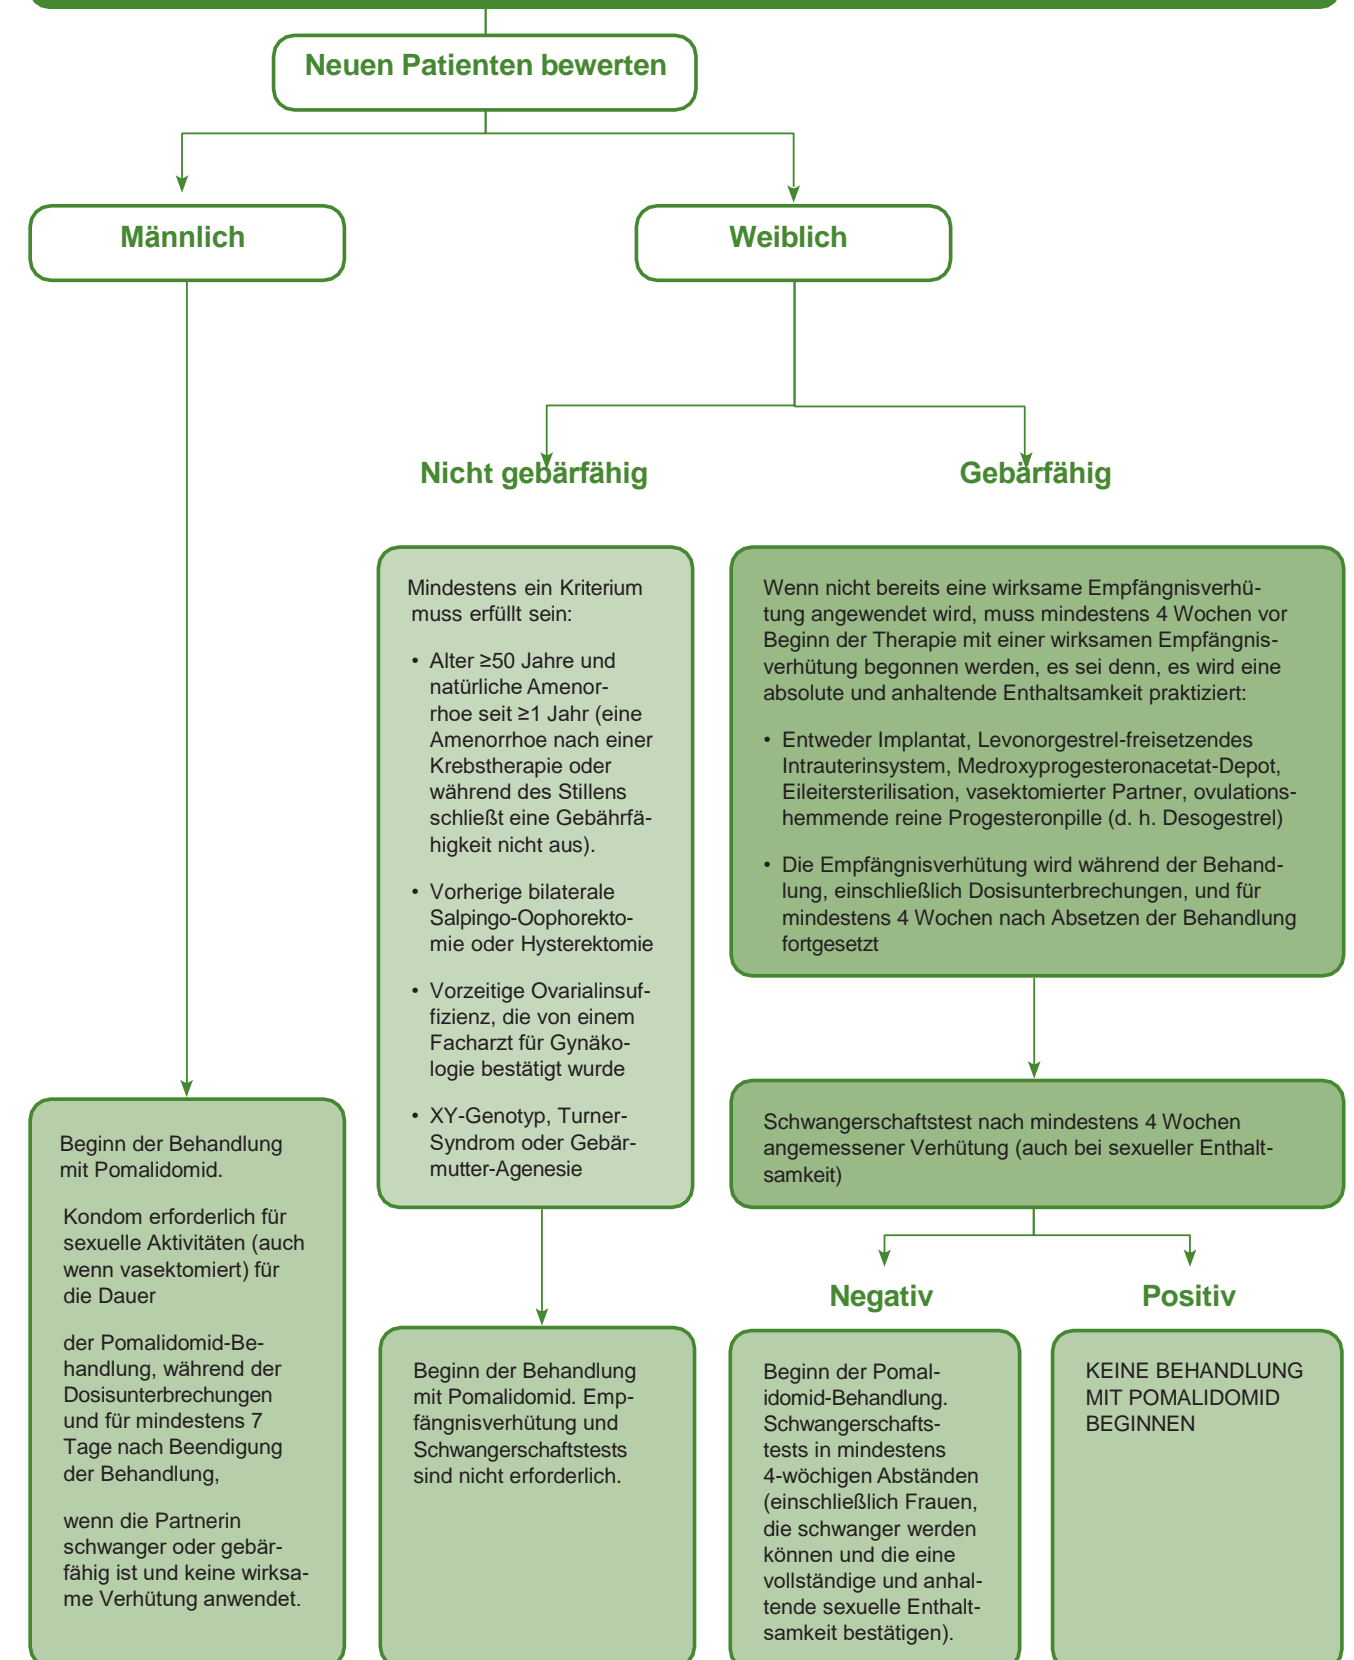 Neuen Patienten bewerten
Männlich
Weiblich
Nicht gebärfähig
Gebärfähig
Mindestens ein Kriterium
muss erfüllt sein:
• Alter ≥50 Jahre und
natürliche Amenor-
rhoe seit ≥1 Jahr (eine
Amenorrhoe nach einer
Krebstherapie oder
während des Stillens
schließt eine Gebährfä-
higkeit nicht aus).
• Vorherige bilaterale
Salpingo-Oophorekto-
mie oder Hysterektomie
• Vorzeitige Ovarialinsuf-
fizienz, die von einem
Facharzt für Gynäko-
logie bestätigt wurde
• XY-Genotyp, Turner-
Syndrom oder Gebär-
mutter-Agenesie
Wenn nicht bereits eine wirksame Empfängnisverhü-
tung angewendet wird, muss mindestens 4 Wochen vor
Beginn der Therapie mit einer wirksamen Empfängnis-
verhütung begonnen werden, es sei denn, es wird eine
absolute und anhaltende Enthaltsamkeit praktiziert:
• Entweder Implantat, Levonorgestrel-freisetzendes
Intrauterinsystem, Medroxyprogesteronacetat-Depot,
Eileitersterilisation, vasektomierter Partner, ovulations-
hemmende reine Progesteronpille (d. h. Desogestrel)
• Die Empfängnisverhütung wird während der Behand-
lung, einschließlich Dosisunterbrechungen, und für
mindestens 4 Wochen nach Absetzen der Behandlung
fortgesetzt
Schwangerschaftstest nach mindestens 4 Wochen
angemessener Verhütung (auch bei sexueller Enthalt-
samkeit)
Negativ
Positiv
Beginn der Behandlung
mit Pomalidomid.
Kondom erforderlich für
sexuelle Aktivitäten (auch
wenn vasektomiert) für
die Dauer
der Pomalidomid-Be-
handlung, während der
Dosisunterbrechungen
und für mindestens 7
Tage nach Beendigung
der Behandlung,
wenn die Partnerin
schwanger oder gebär-
fähig ist und keine wirksa-
me Verhütung anwendet.
Beginn der Behandlung
mit Pomalidomid. Emp-
fängnisverhütung und
Schwangerschaftstests
sind nicht erforderlich.
Beginn der Pomal-
idomid-Behandlung.
Schwangerschafts-
tests in mindestens
4-wöchigen Abständen
(einschließlich Frauen,
die schwanger werden
können und die eine
vollständige und anhal-
tende sexuelle Enthalt-
samkeit bestätigen).
KEINE BEHANDLUNG
MIT POMALIDOMID
BEGINNEN